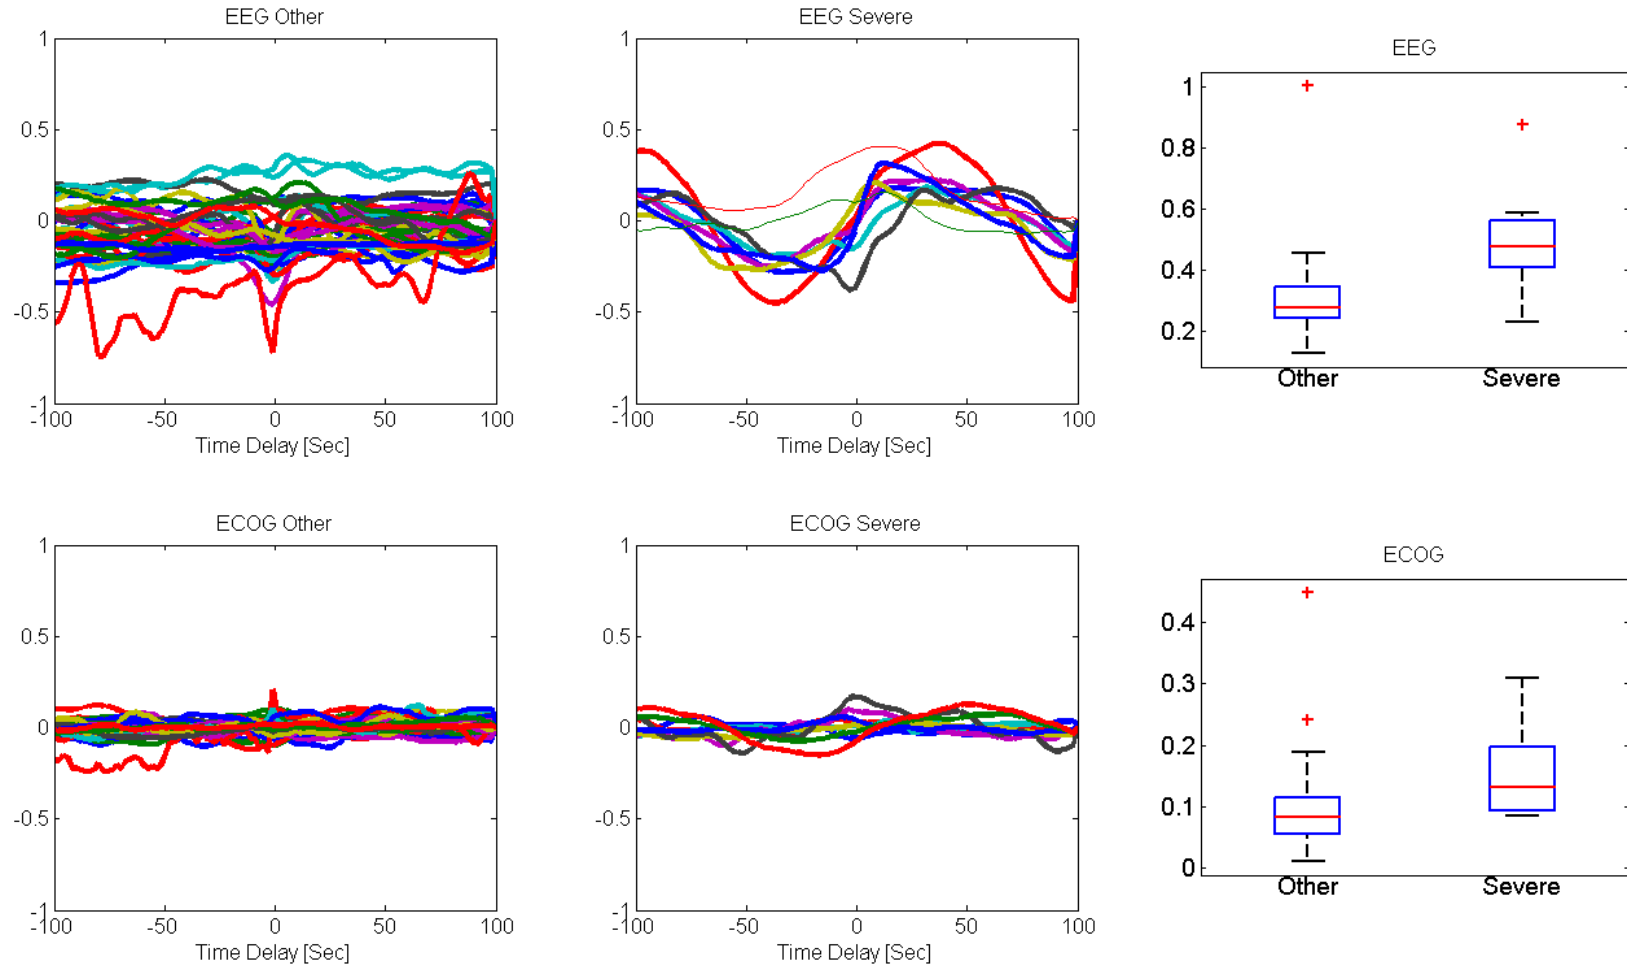 EEG Other
1
0.5
0
-0.5
-1
-100 -50 0 50 100
Time Delay [Sec]
EEG Severe
1
0.5
0
-0.5
-1
-100 -50 0 50 100
Time Delay [Sec]
EEG
1
0.8
0.6
0.4
0.2
Other Severe
ECOG Other
1
0.5
0
-0.5
-1
-100 -50 0 50 100
Time Delay [Sec]
ECOG Severe
1
0.5
0
-0.5
-1
-100 -50 0 50 100
Time Delay [Sec]
ECOG
0.4
0.3
0.2
0.1
0
Other Severe